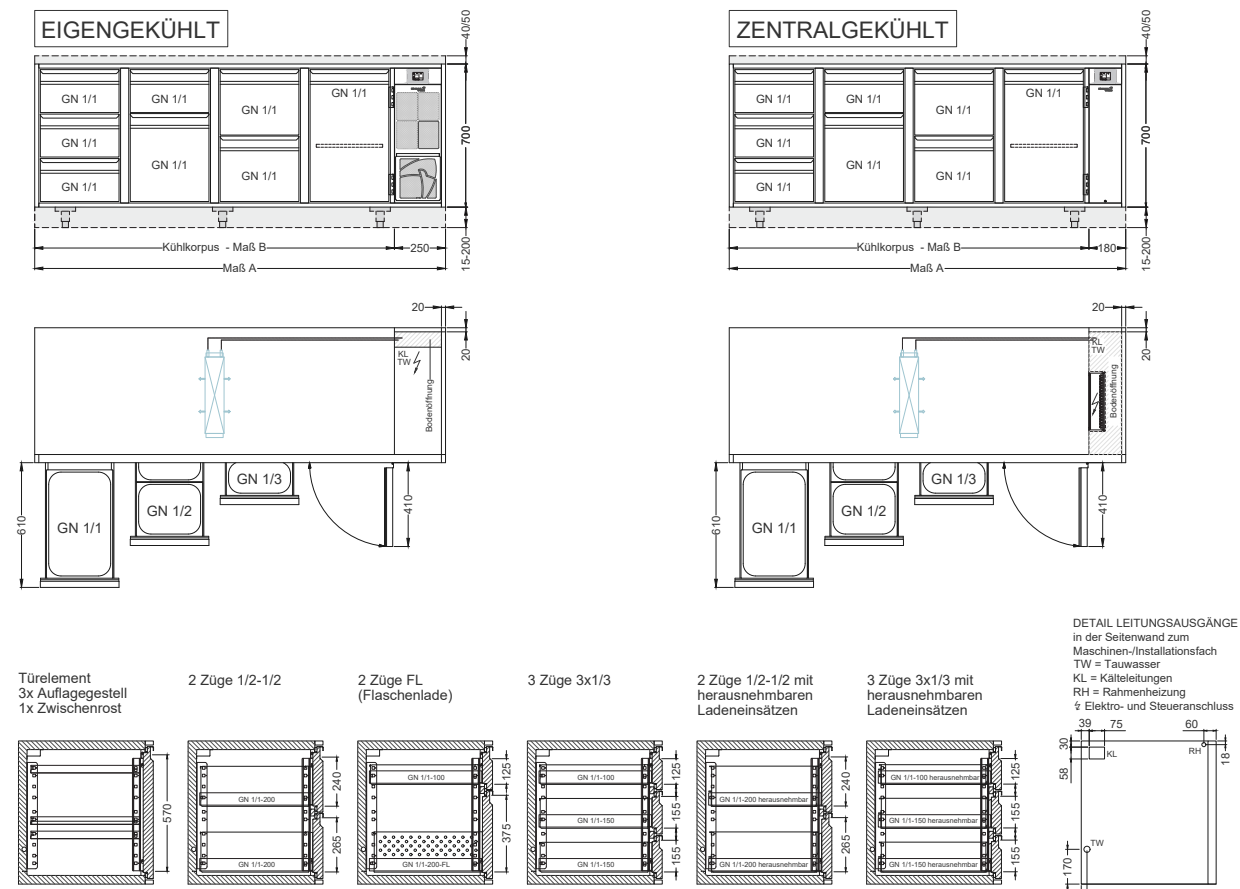 EIGENGEKÜHLT
40/50
GN 1/1
GN 1/1
GN 1/1
GN 1/1
GN 1/1
GN 1/1
GN 1/1
GN 1/1
700
Kühlkorpus - Maß B
250
Maß A
15-200
ZENTRALGEKÜHLT
40/50
GN 1/1
GN 1/1
GN 1/1
GN 1/1
GN 1/1
GN 1/1
GN 1/1
GN 1/1
700
Kühlkorpus - Maß B
180
Maß A
15-200
20
20
KL
TW
Bodenöffnung
GN 1/1
GN 1/2
GN 1/3
610
410
20
20
KL
TW
Bodenöffnung
GN 1/1
GN 1/2
GN 1/3
610
410
Türelement
3x Auflagegestell
1x Zwischenrost
570
2 Züge 1/2-1/2
GN 1/1-200
GN 1/1-200
240
265
2 Züge FL
(Flaschenlade)
GN 1/1-100
GN 1/1-200-FL
125
375
3 Züge 3x1/3
GN 1/1-100
GN 1/1-150
GN 1/1-150
125
155
155
2 Züge 1/2-1/2 mit
herausnehmbaren
Ladeneinsätzen
GN 1/1-200 herausnehmbar
GN 1/1-200 herausnehmbar
240
265
3 Züge 3x1/3 mit
herausnehmbaren
Ladeneinsätzen
GN 1/1-100 herausnehmbar
GN 1/1-150 herausnehmbar
GN 1/1-150 herausnehmbar
125
155
155
DETAIL LEITUNGSAUSGÄNGE
in der Seitenwand zum
Maschinen-/Installationsfach
TW = Tauwasser
KL = Kälteleitungen
RH = Rahmenheizung
Elektro- und Steueranschluss
39 75 60
30
58
KL
RH
18
TW
170